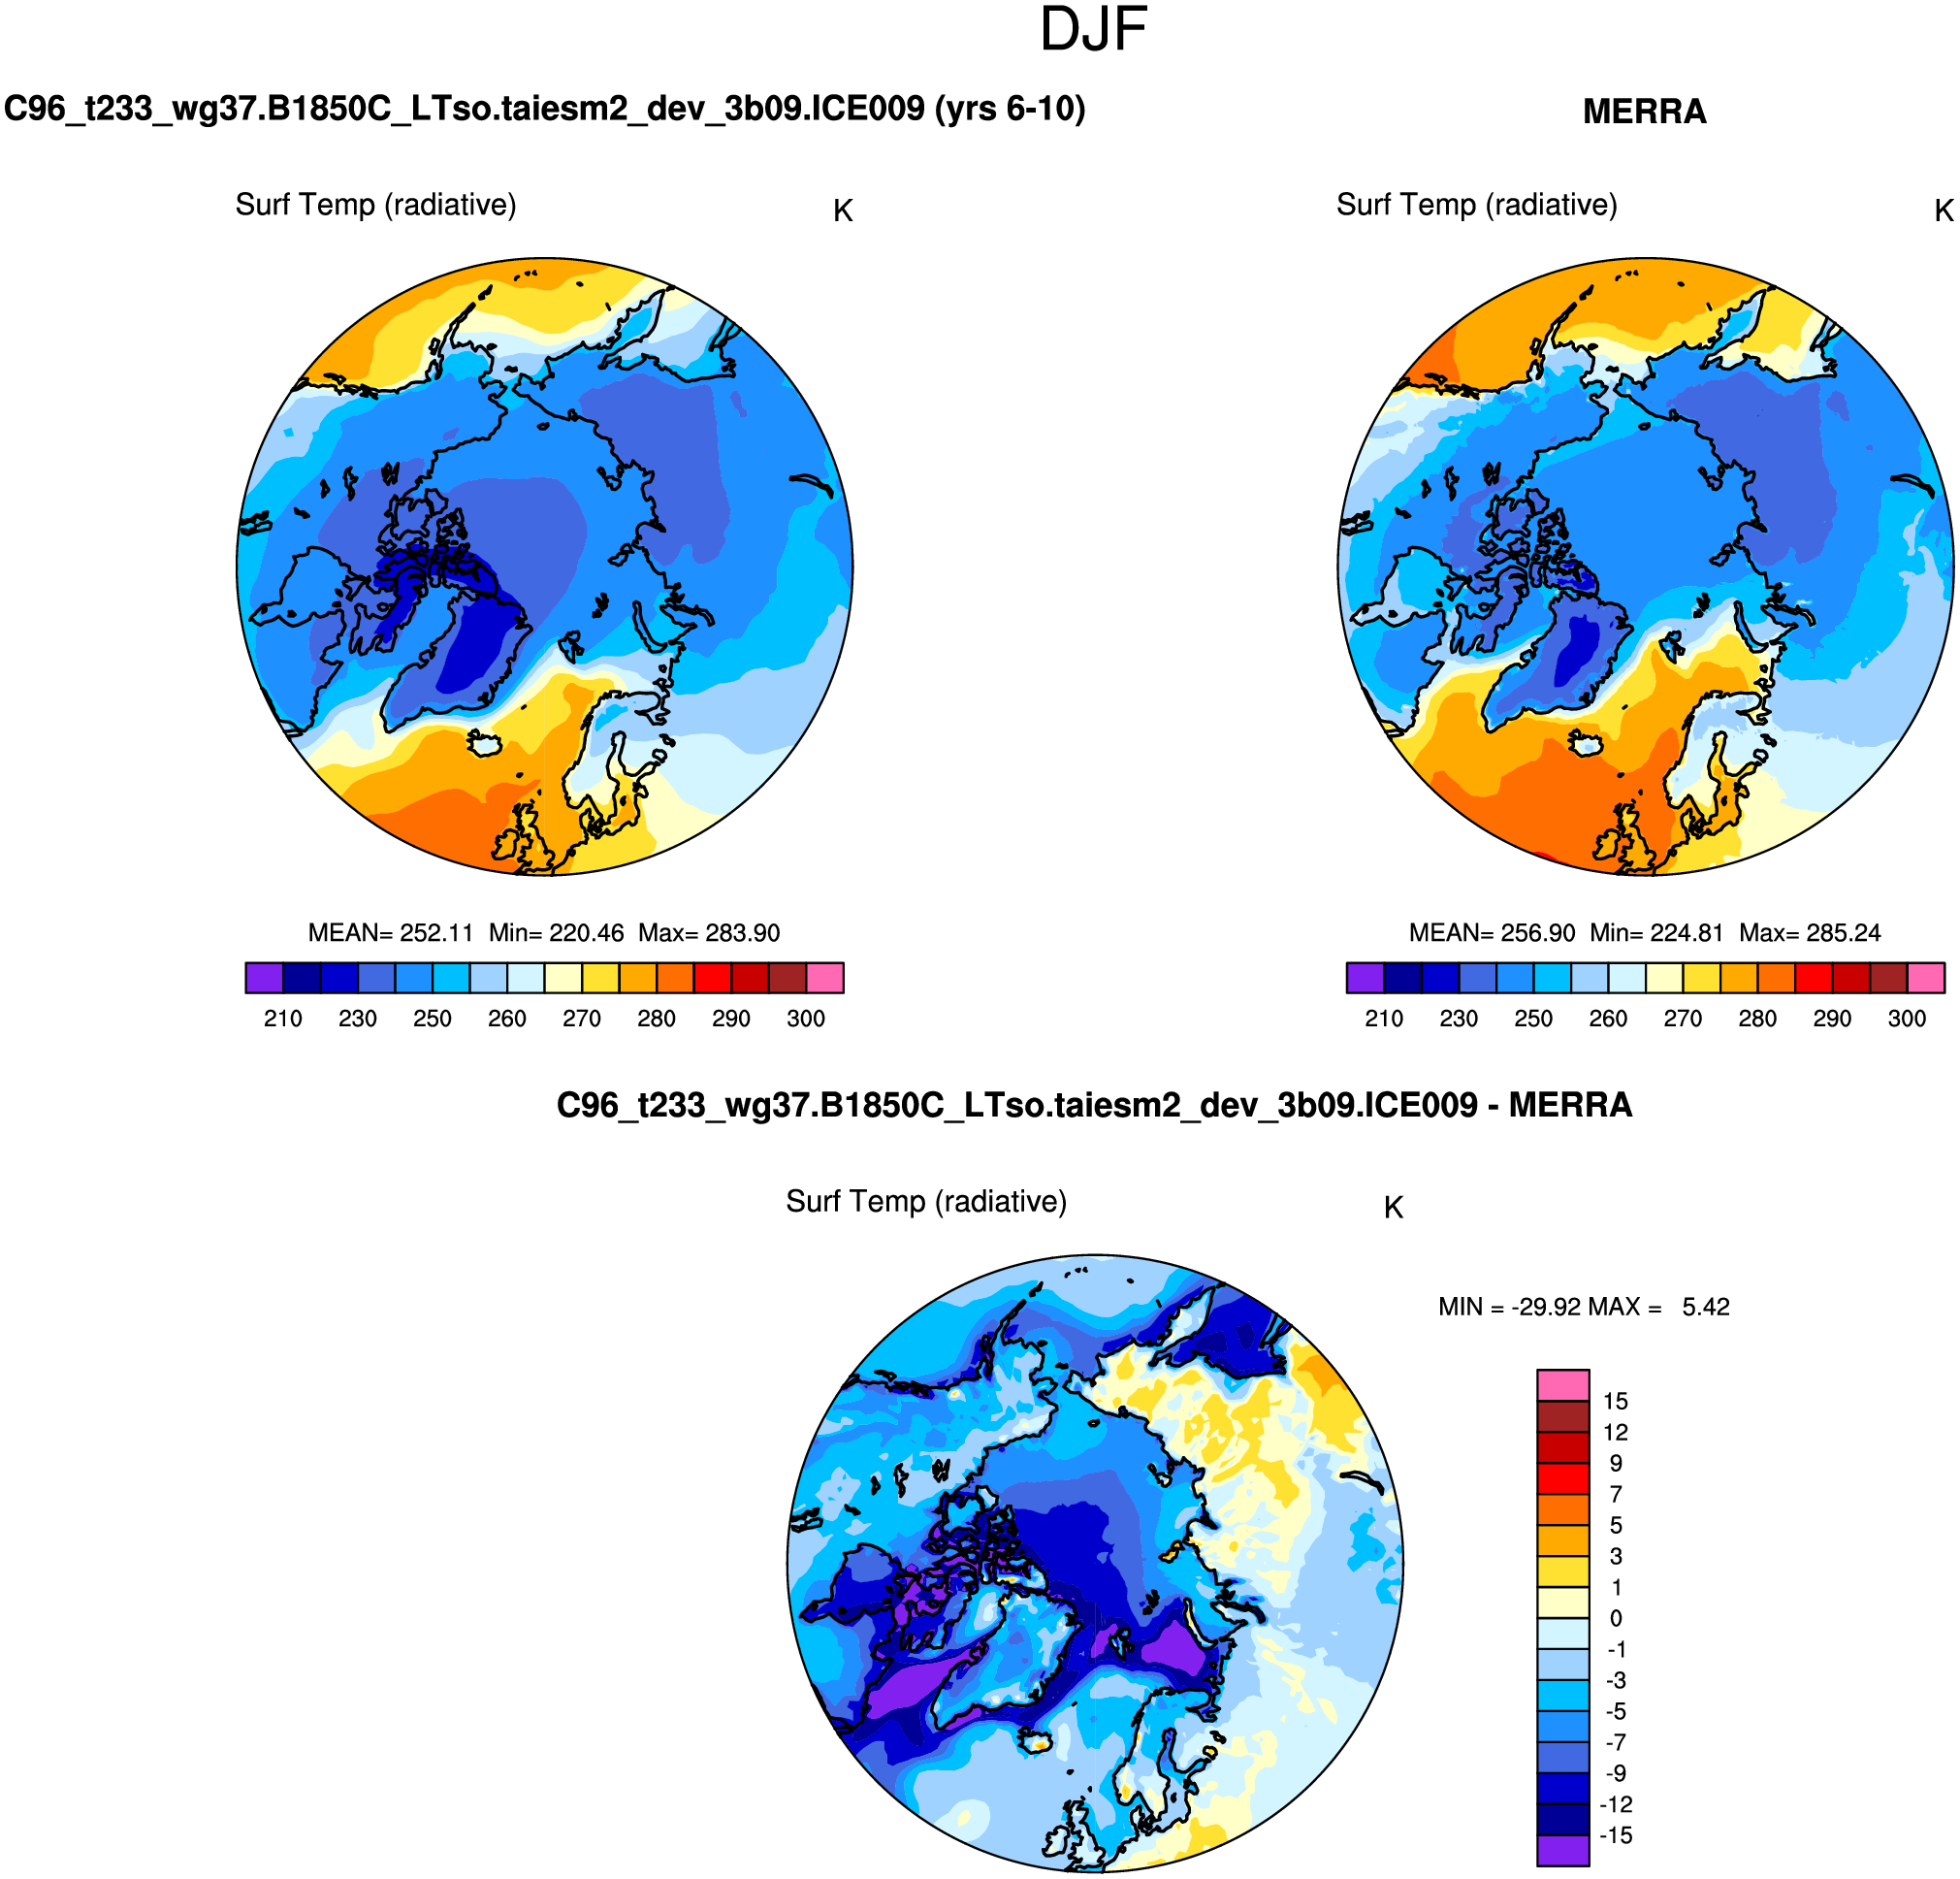 DJF
C96_t233_wg37.B1850C_LTso.taiesm2_dev_3b09.ICE009 (yrs 6-10)
MERRA
Surf Temp (radiative) K
Surf Temp (radiative) K
MEAN= 252.11 Min= 220.46 Max= 283.90
210 230 250 260 270 280 290 300
MEAN= 256.90 Min= 224.81 Max= 285.24
210 230 250 260 270 280 290 300
C96_t233_wg37.B1850C_LTso.taiesm2_dev_3b09.ICE009 - MERRA
Surf Temp (radiative) K
MIN = -29.92 MAX = 5.42
15
12
9
7
5
3
1
0
-1
-3
-5
-7
-9
-12
-15